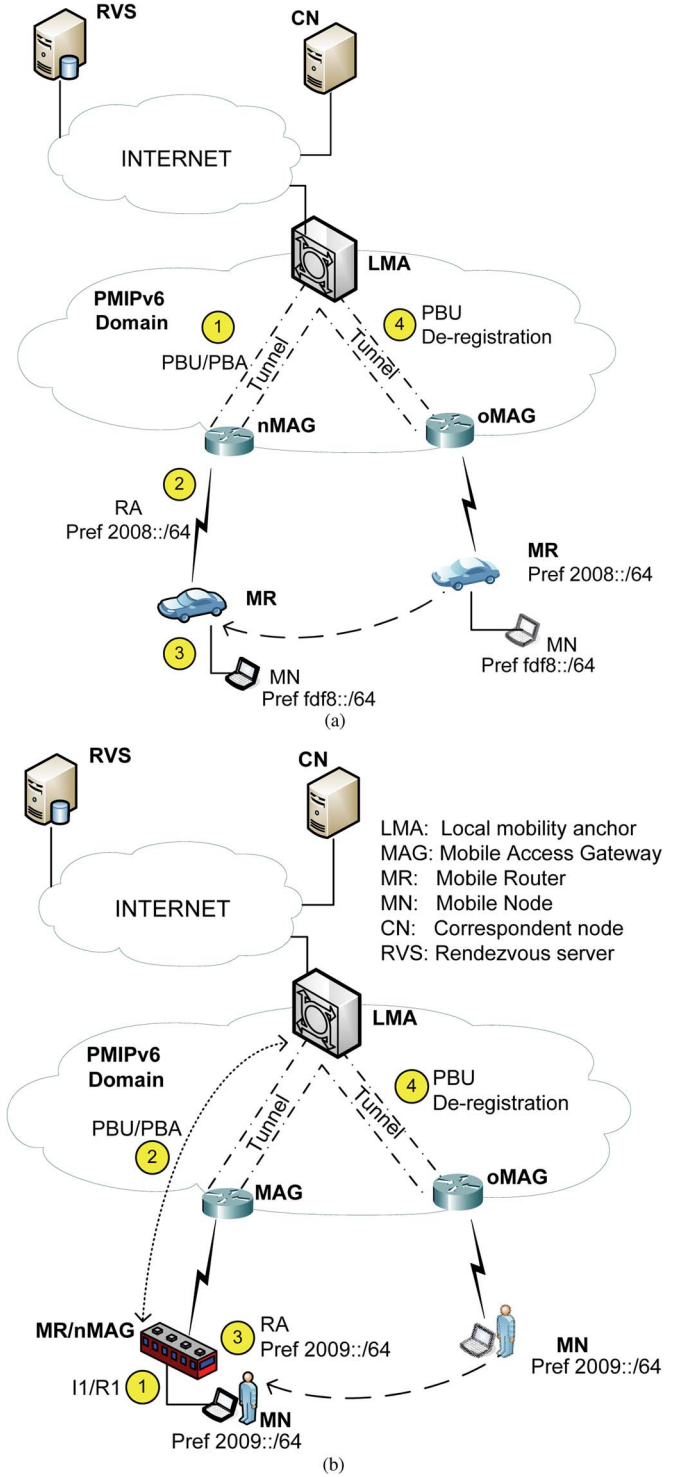 RVS
CN
INTERNET
LMA
PMIPv6
Domain
1
PBU/PBA
Tunnel
Tunnel
4
PBU
De-registration
nMAG
oMAG
2
RA
Pref 2008::/64
MR
Pref 2008::/64
MR
3
MN
Pref fdf8::/64
MN
Pref fdf8::/64
(a)
RVS
CN
LMA: Local mobility anchor
MAG: Mobile Access Gateway
MR: Mobile Router
MN: Mobile Node
CN: Correspondent node
RVS: Rendezvous server
INTERNET
LMA
PMIPv6
Domain
4
PBU
De-registration
PBU/PBA
2
Tunnel
Tunnel
MAG
oMAG
MR/nMAG
3
RA
Pref 2009::/64
MN
Pref 2009::/64
I1/R1
1
MN
Pref 2009::/64
(b)